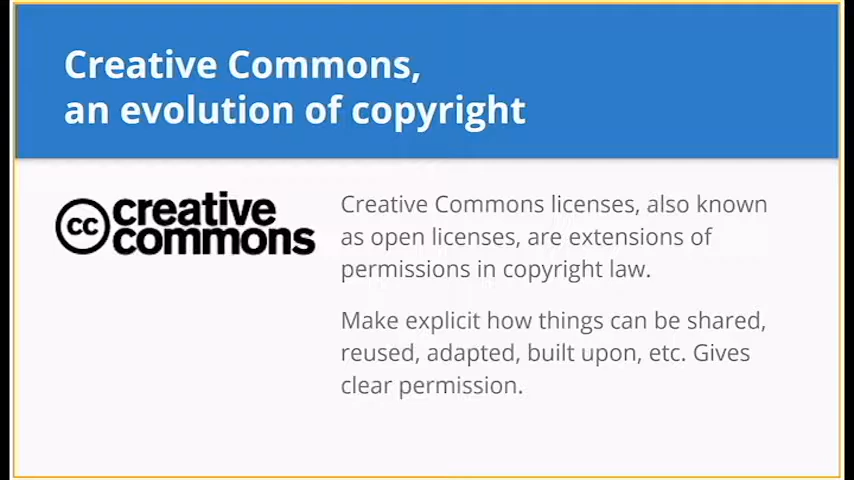 Creative Commons,
an evolution of copyright
cc creative
commons
Creative Commons licenses, also known
as open licenses, are extensions of
permissions in copyright law.
Make explicit how things can be shared,
reused, adapted, built upon, etc. Gives
clear permission.